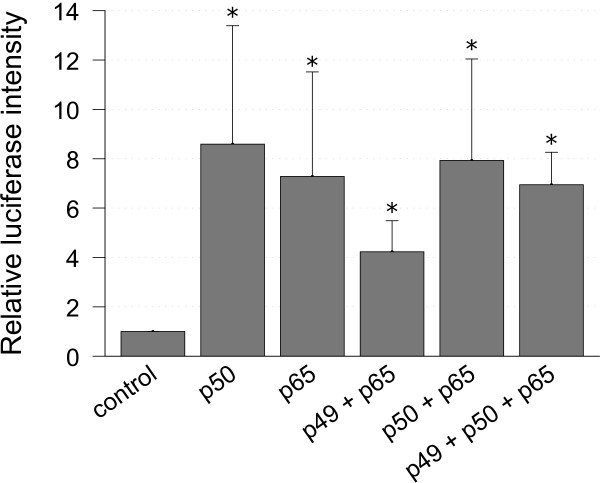 Relative luciferase intensity
14
12
10
8
6
4
2
0
*
*
*
*
*
control
p50
p65
p49 + p65
p50 + p65
p49 + p50 + p65